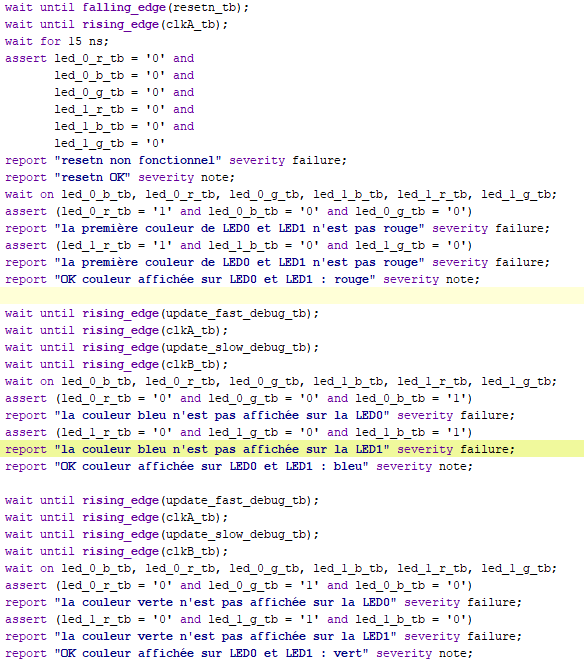 wait until falling_edge(resetn_tb);
wait until rising_edge(clkA_tb);
wait for 15 ns;
assert led_0_r_tb = '0' and
led_0_b_tb = '0' and
led_0_g_tb = '0' and
led_1_r_tb = '0' and
led_1_b_tb = '0' and
led_1_g_tb = '0'
report "resetn non fonctionnel" severity failure;
report "resetn OK" severity note;
wait on led_0_b_tb, led_0_r_tb, led_0_g_tb, led_1_b_tb, led_1_r_tb, led_1_g_tb;
assert (led_0_r_tb = '1' and led_0_b_tb = '0' and led_0_g_tb = '0')
report "la première couleur de LED0 et LED1 n'est pas rouge" severity failure;
assert (led_1_r_tb = '1' and led_1_b_tb = '0' and led_1_g_tb = '0')
report "la première couleur de LED0 et LED1 n'est pas rouge" severity failure;
report "OK couleur affichée sur LED0 et LED1 : rouge" severity note;
wait until rising_edge(update_fast_debug_tb);
wait until rising_edge(clkA_tb);
wait until rising_edge(update_slow_debug_tb);
wait until rising_edge(clkB_tb);
wait on led_0_b_tb, led_0_r_tb, led_0_g_tb, led_1_b_tb, led_1_r_tb, led_1_g_tb;
assert (led_0_r_tb = '0' and led_0_g_tb = '0' and led_0_b_tb = '1')
report "la couleur bleu n'est pas affichée sur la LED0" severity failure;
assert (led_1_r_tb = '0' and led_1_g_tb = '0' and led_1_b_tb = '1')
report "la couleur bleu n'est pas affichée sur la LED1" severity failure;
report "OK couleur affichée sur LED0 et LED1 : bleu" severity note;
wait until rising_edge(update_fast_debug_tb);
wait until rising_edge(clkA_tb);
wait until rising_edge(update_slow_debug_tb);
wait until rising_edge(clkB_tb);
wait on led_0_b_tb, led_0_r_tb, led_0_g_tb, led_1_b_tb, led_1_r_tb, led_1_g_tb;
assert (led_0_r_tb = '0' and led_0_g_tb = '1' and led_0_b_tb = '0')
report "la couleur verte n'est pas affichée sur la LED0" severity failure;
assert (led_1_r_tb = '0' and led_1_g_tb = '1' and led_1_b_tb = '0')
report "la couleur verte n'est pas affichée sur la LED1" severity failure;
report "OK couleur affichée sur LED0 et LED1 : vert" severity note;